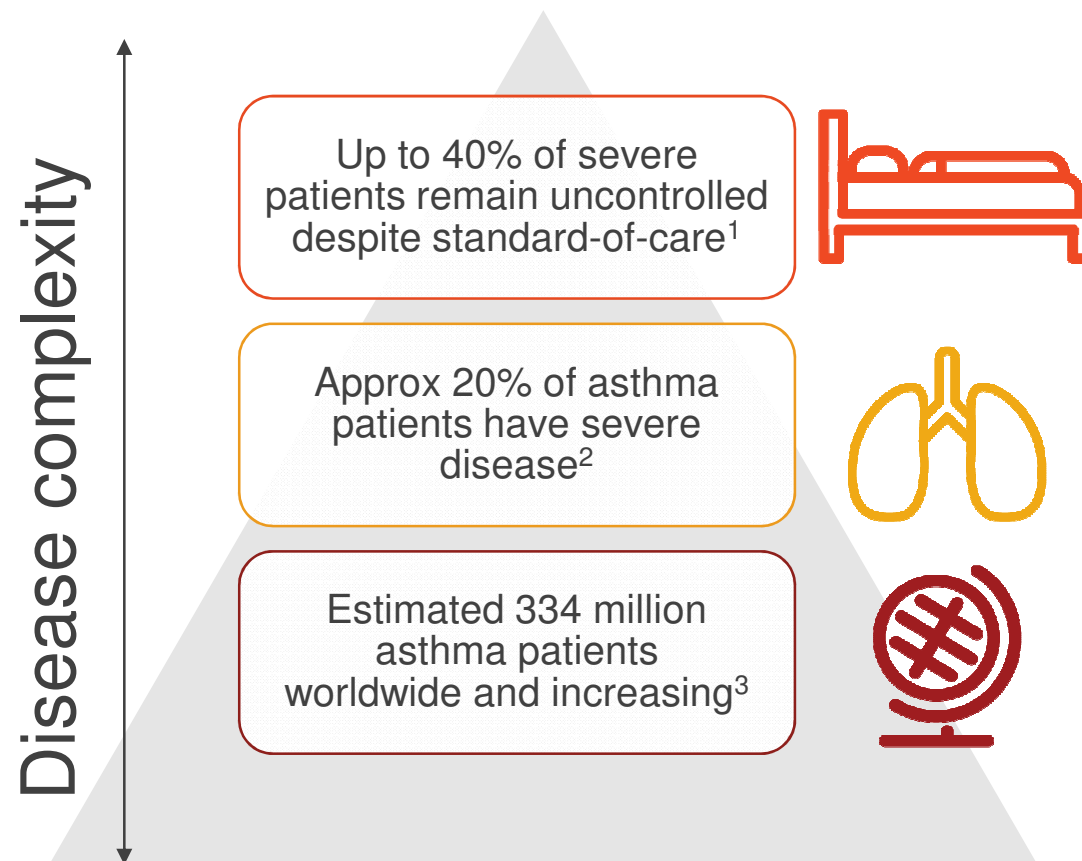 Disease complexity
Up to 40% of severe
patients remain uncontrolled
despite standard-of-care¹
Approx 20% of asthma
patients have severe
disease²
Estimated 334 million
asthma patients
worldwide and increasing³